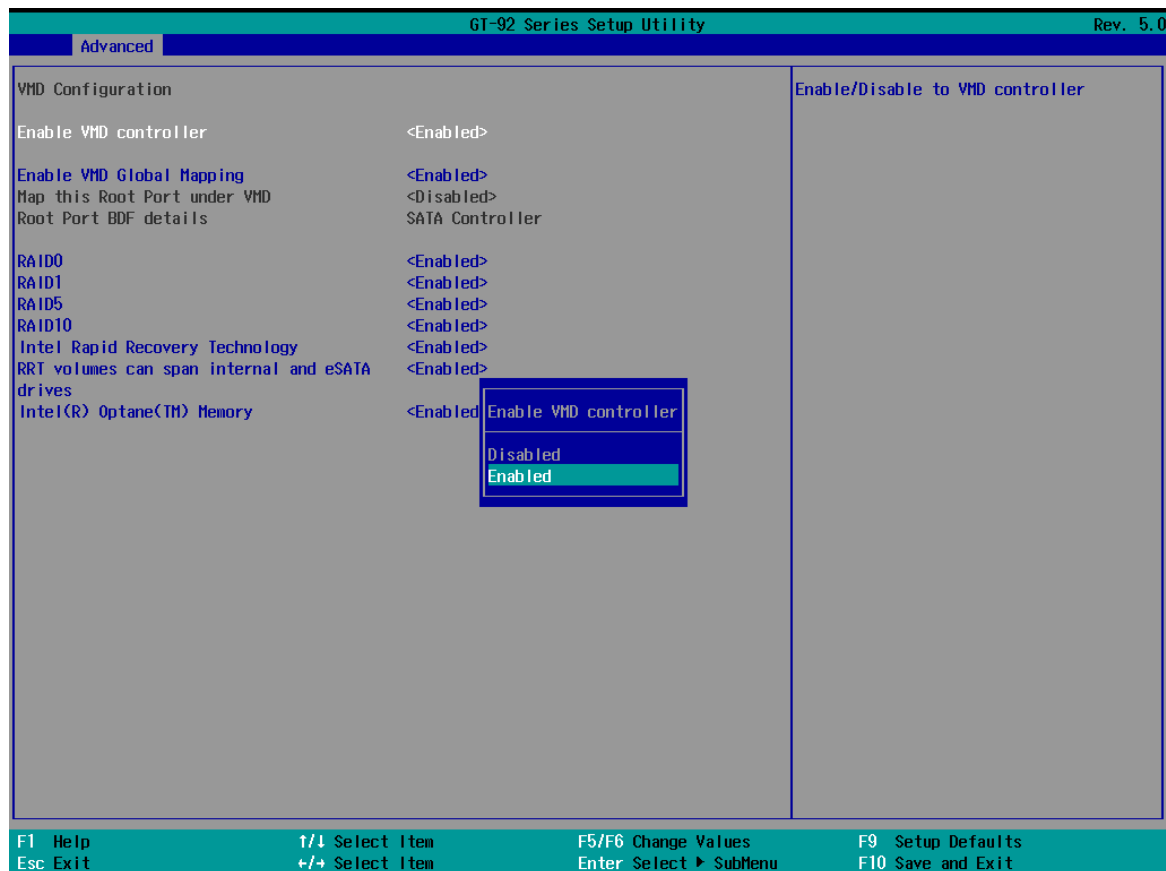 GT-92 Series Setup Utility Rev. 5.0
Advanced
VMD Configuration
Enable/Disable to VMD controller
Enable VMD controller <Enabled>
Enable VMD Global Mapping <Enabled>
Map this Root Port under VMD <Disabled>
Root Port BDF details SATA Controller
RAID0 <Enabled>
RAID1 <Enabled>
RAID5 <Enabled>
RAID10 <Enabled>
Intel Rapid Recovery Technology <Enabled>
RRT volumes can span internal and eSATA <Enabled>
drives
Intel(R) Optane(TM) Memory <Enabled
Enable VMD controller
Disabled
Enabled
F1 Help ↑/↓ Select Item F5/F6 Change Values F9 Setup Defaults
Esc Exit ←/→ Select Item Enter Select ▶ SubMenu F10 Save and Exit